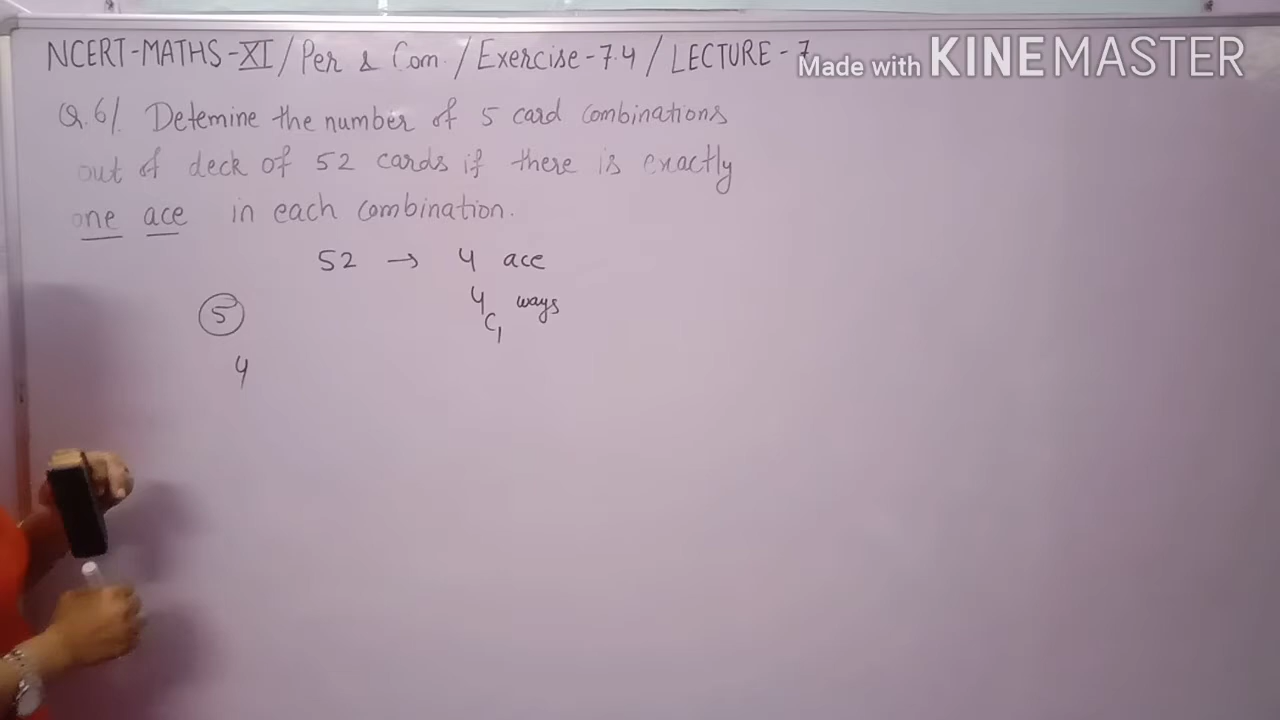 NCERT-MATHS-XI / Per & Com. / Exercise-7.4 / LECTURE-7
Made with KINEMASTER
Q.6/. Detemine the number of 5 card combinations
out of deck of 52 cards if there is exactly
one ace in each combination.
52 → 4 ace
5
4C1 ways
4